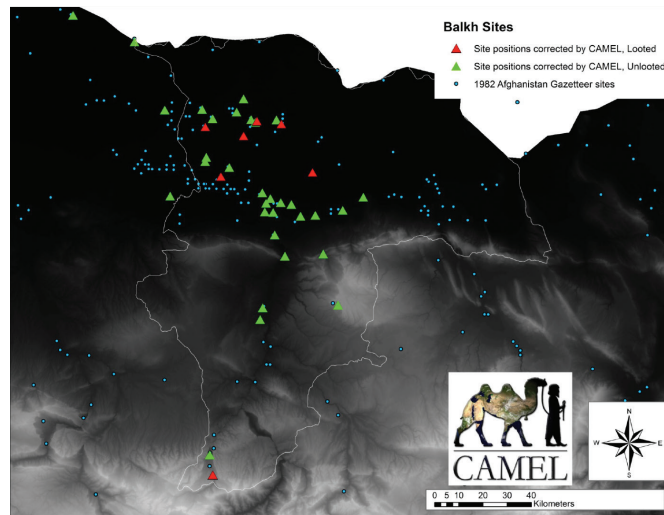 Balkh Sites
Site positions corrected by CAMEL, Looted
Site positions corrected by CAMEL, Unlooted
1982 Afghanistan Gazetteer sites
CAMEL
N
W E
S
0 5 10 20 30 40
Kilometers